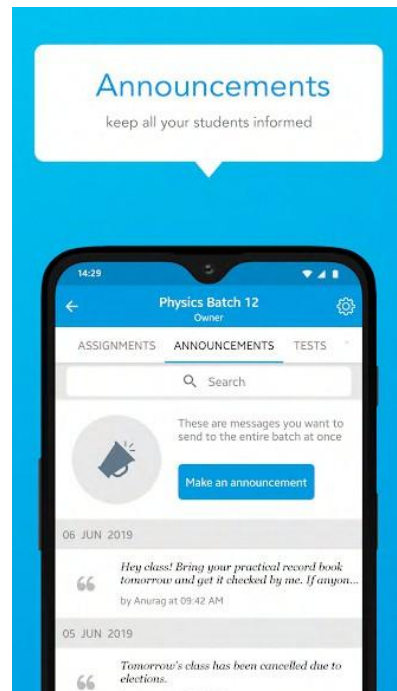 Announcements
keep all your students informed
14:29
Physics Batch 12
Owner
ASSIGNMENTS ANNOUNCEMENTS TESTS
Search
These are messages you want to
send to the entire batch at once
Make an announcement
06 JUN 2019
Hey class! Bring your practical record book
tomorrow and get it checked by me. If anyon...
by Anurag at 09:42 AM
05 JUN 2019
Tomorrow's class has been cancelled due to
elections.